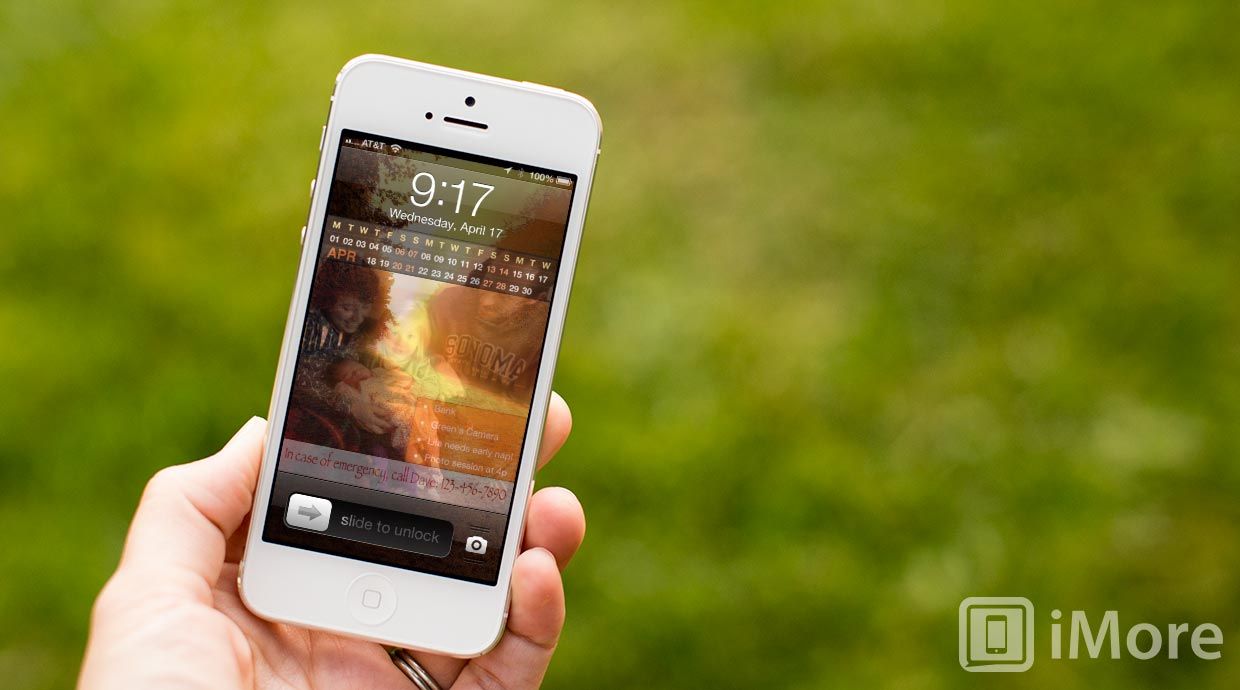 AT&T 100%
9:17
Wednesday, April 17
M T W T F S S M T W T F S S M T W
01 02 03 04 05 06 07 08 09 10 11 12 13 14 15 16 17
APR 18 19 20 21 22 23 24 25 26 27 28 29 30
SONOMA
Bank
Green's Camera
Lila needs early nap!
Photo session at 4p
In case of emergency, call Dave: 123-456-7890
slide to unlock
iMore